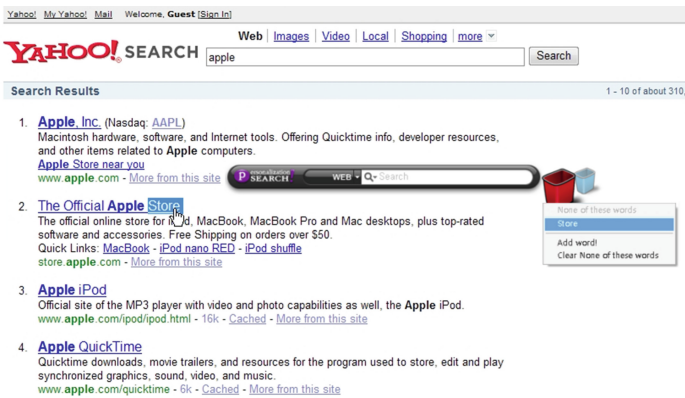 Yahoo! My Yahoo! Mail Welcome, Guest [Sign In]
Web | Images | Video | Local | Shopping | more
YAHOO! SEARCH apple Search
Search Results 1 - 10 of about 310,
1. Apple, Inc. (Nasdaq: AAPL)
Macintosh hardware, software, and Internet tools. Offering Quicktime info, developer resources,
and other items related to Apple computers.
Apple Store near you
www.apple.com - More from this site
SEARCH! WEB Search
2. The Official Apple Store
The official online store for iPod, MacBook, MacBook Pro and Mac desktops, plus top-rated
software and accessories. Free Shipping on orders over $50.
Quick Links: MacBook - iPod nano RED - iPod shuffle
store.apple.com - More from this site
None of these words
Store
Add word!
Clear None of these words
3. Apple iPod
Official site of the MP3 player with video and photo capabilities as well, the Apple iPod.
www.apple.com/ipod/ipod.html - 16k - Cached - More from this site
4. Apple QuickTime
Quicktime downloads, movie trailers, and resources for the program used to store, edit and play
synchronized graphics, sound, video, and music.
www.apple.com/quicktime - 6k - Cached - More from this site